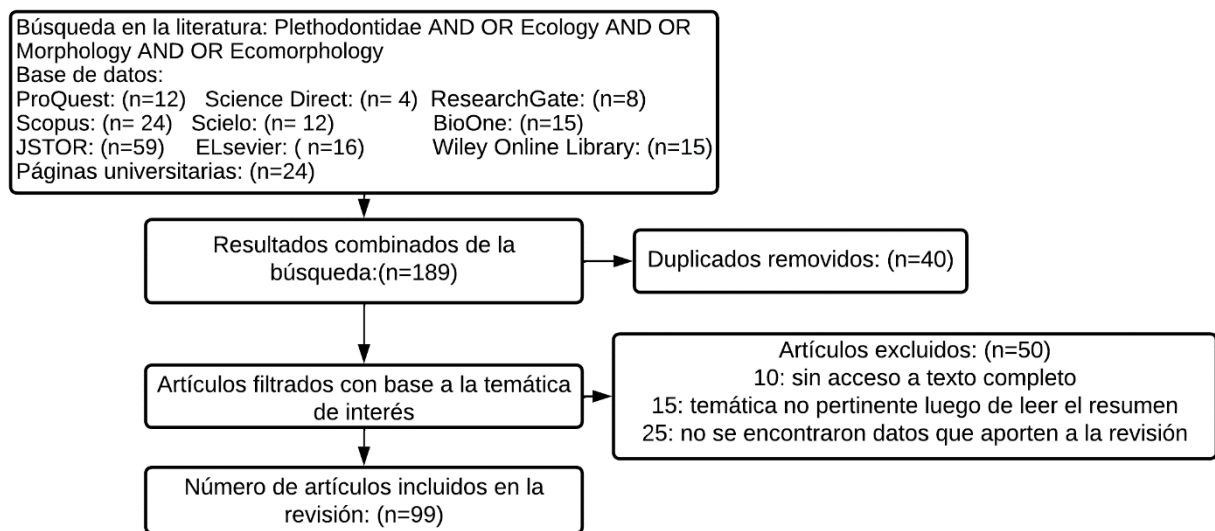 Búsqueda en la literatura: Plethodontidae AND OR Ecology AND OR
Morphology AND OR Ecomorphology
Base de datos:
ProQuest: (n=12) Science Direct: (n= 4) ResearchGate: (n=8)
Scopus: (n= 24) Scielo: (n= 12) BioOne: (n=15)
JSTOR: (n=59) ELsevier: ( n=16) Wiley Online Library: (n=15)
Páginas universitarias: (n=24)
Resultados combinados de la
búsqueda:(n=189)
Duplicados removidos: (n=40)
Artículos filtrados con base a la temática
de interés
Artículos excluidos: (n=50)
10: sin acceso a texto completo
15: temática no pertinente luego de leer el resumen
25: no se encontraron datos que aporten a la revisión
Número de artículos incluidos en la
revisión: (n=99)